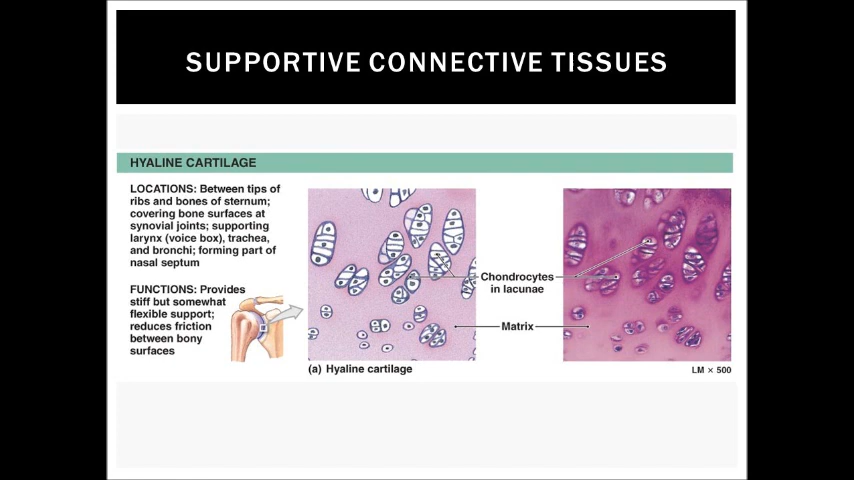 SUPPORTIVE CONNECTIVE TISSUES
HYALINE CARTILAGE
LOCATIONS: Between tips of
ribs and bones of sternum;
covering bone surfaces at
synovial joints; supporting
larynx (voice box), trachea,
and bronchi; forming part of
nasal septum
FUNCTIONS: Provides
stiff but somewhat
flexible support;
reduces friction
between bony
surfaces
Chondrocytes
in lacunae
Matrix
(a) Hyaline cartilage
LM × 500